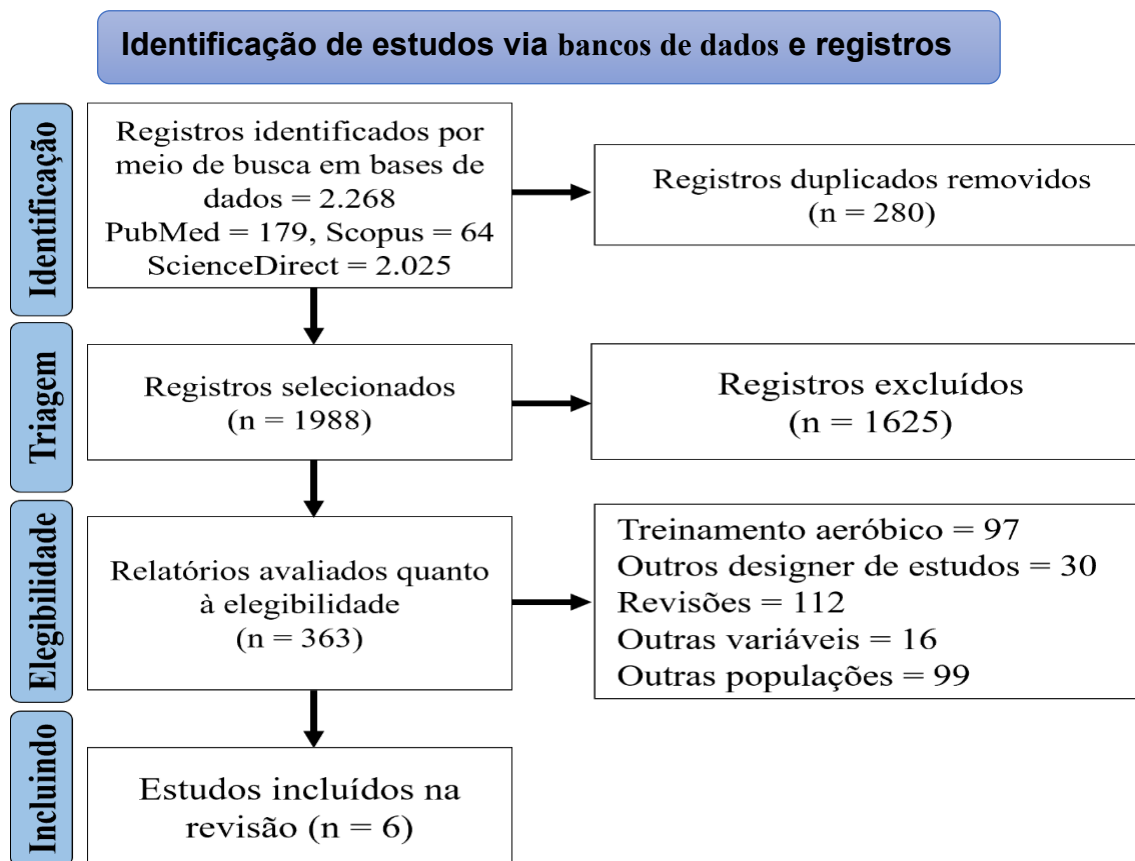 Identificação de estudos via bancos de dados e registros
Identificação
Registros identificados por
meio de busca em bases de
dados = 2.268
PubMed = 179, Scopus = 64
ScienceDirect = 2.025
Registros duplicados removidos
(n = 280)
Triagem
Registros selecionados
(n = 1988)
Registros excluídos
(n = 1625)
Elegibilidade
Relatórios avaliados quanto
à elegibilidade
(n = 363)
Treinamento aeróbico = 97
Outros designer de estudos = 30
Revisões = 112
Outras variáveis = 16
Outras populações = 99
Incluindo
Estudos incluídos na
revisão (n = 6)